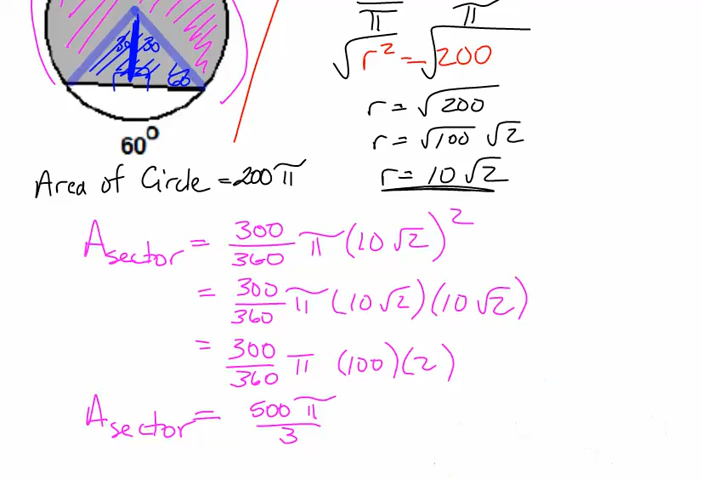 π π
√r² = √200
30 30
60
r = √200
r = √100 √2
60°
Area of Circle = 200π
r = 10√2
A sector = 300/360 π (10√2)²
= 300/360 π (10√2)(10√2)
= 300/360 π (100)(2)
A sector = 500π/3